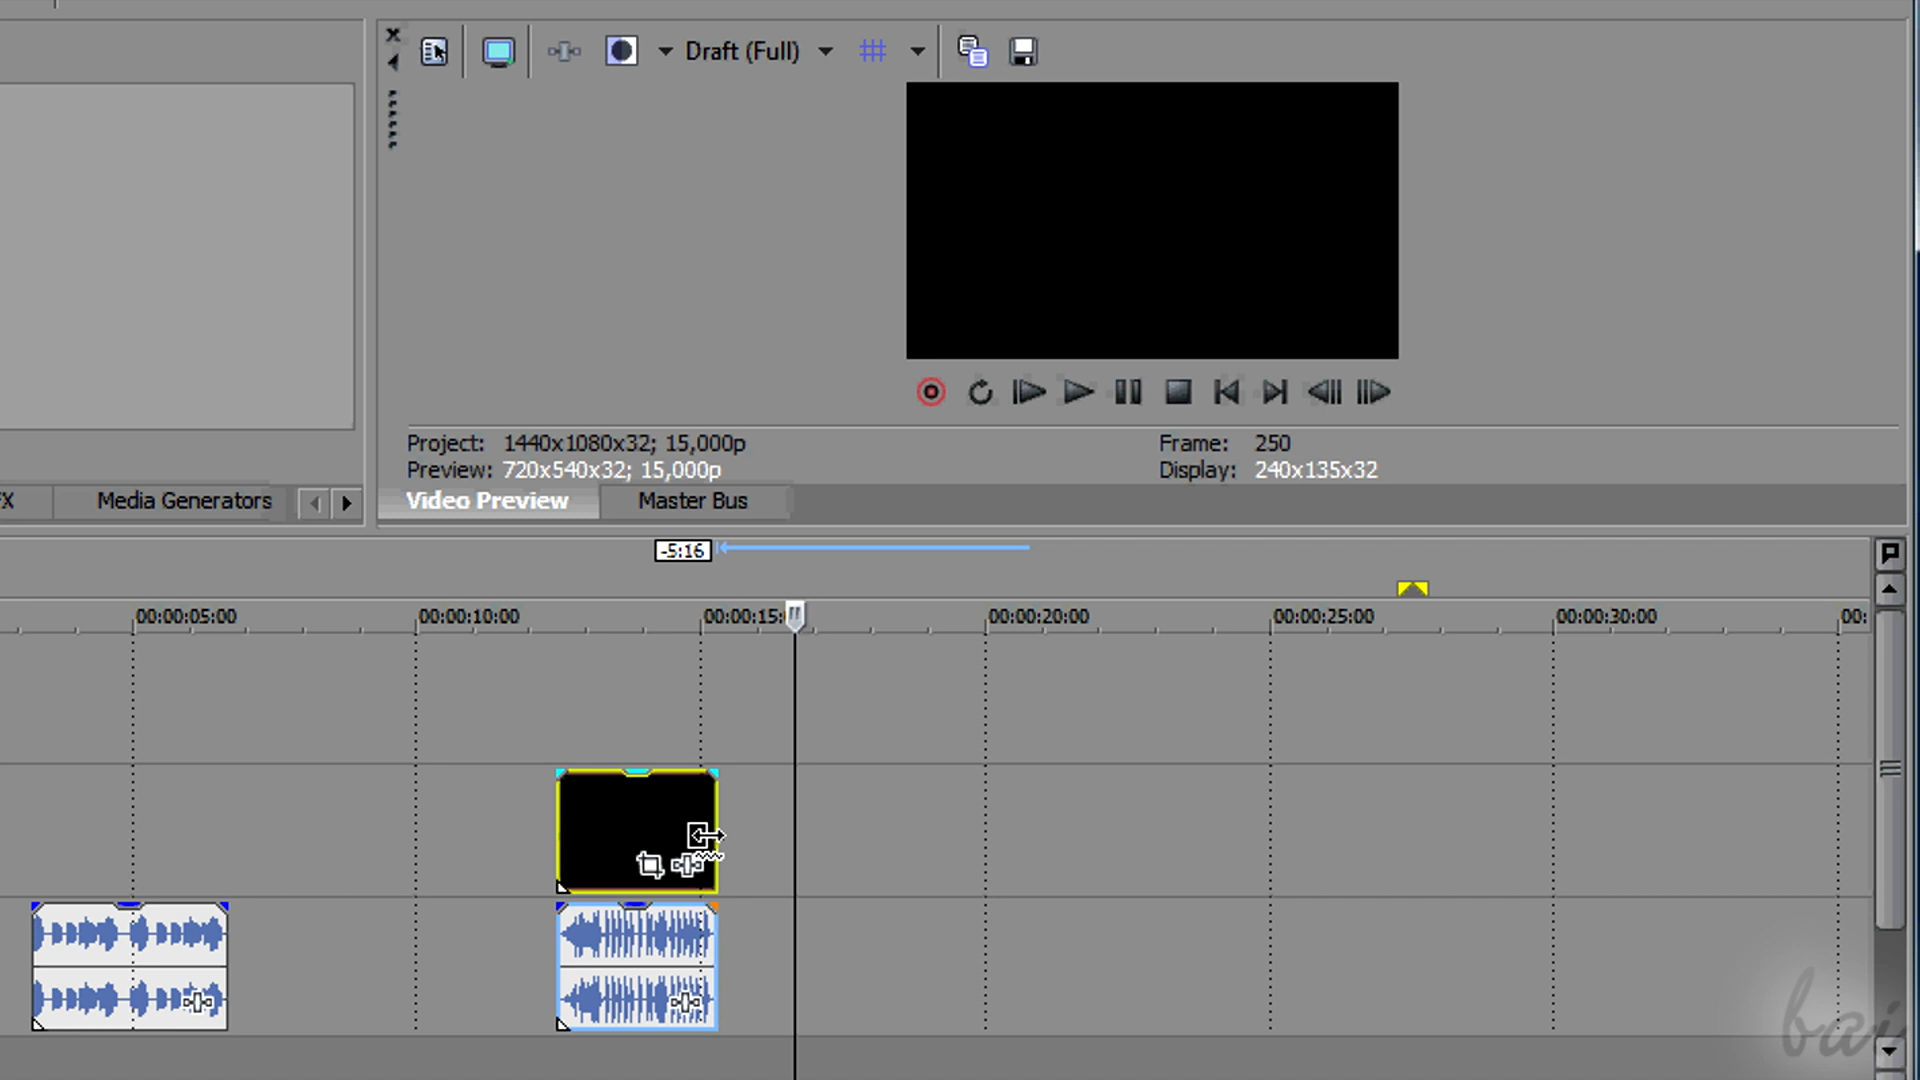 Draft (Full)
Project: 1440x1080x32; 15,000p
Frame: 250
Preview: 720x540x32; 15,000p
Display: 240x135x32
X
Media Generators
Video Preview
Master Bus
-5:16
00:00:05:00
00:00:10:00
00:00:15:
00:00:20:00
00:00:25:00
00:00:30:00
00:
bai